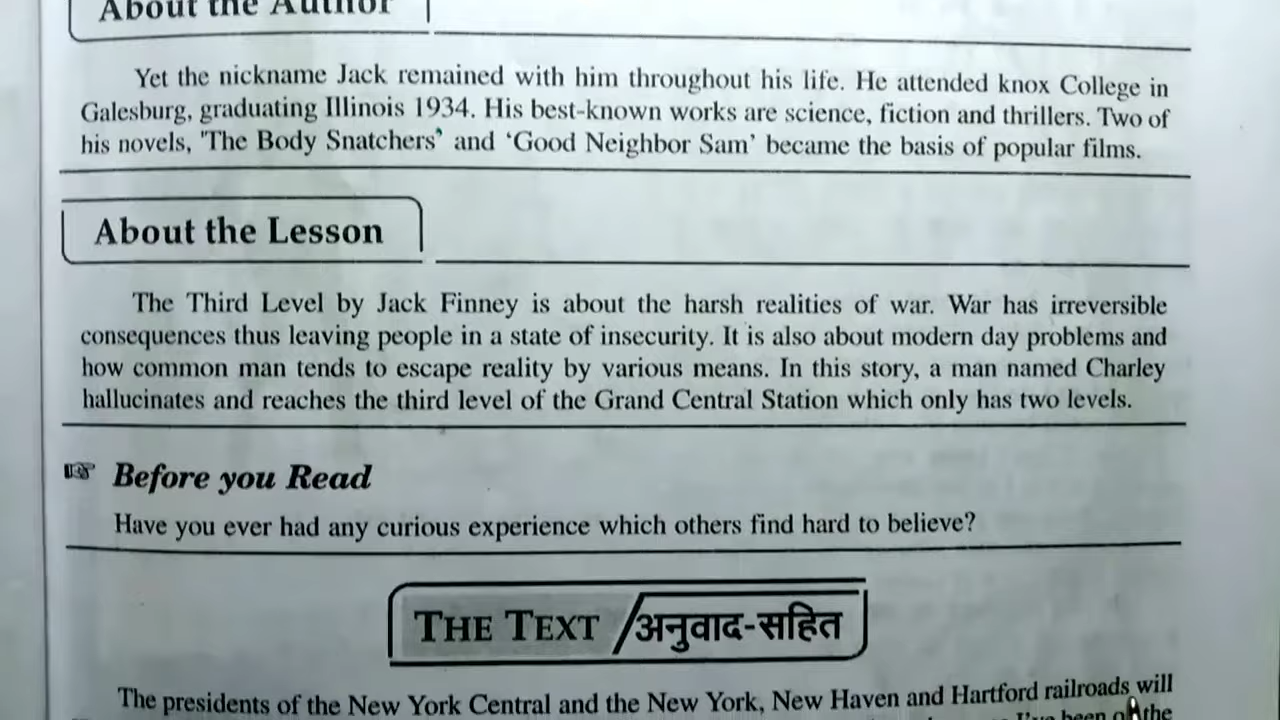 About the Author
Yet the nickname Jack remained with him throughout his life. He attended knox College in
Galesburg, graduating Illinois 1934. His best-known works are science, fiction and thrillers. Two of
his novels, 'The Body Snatchers' and ‘Good Neighbor Sam’ became the basis of popular films.
About the Lesson
The Third Level by Jack Finney is about the harsh realities of war. War has irreversible
consequences thus leaving people in a state of insecurity. It is also about modern day problems and
how common man tends to escape reality by various means. In this story, a man named Charley
hallucinates and reaches the third level of the Grand Central Station which only has two levels.
☞ Before you Read
Have you ever had any curious experience which others find hard to believe?
THE TEXT / अनुवाद-सहित
The presidents of the New York Central and the New York, New Haven and Hartford railroads will
I've been on the